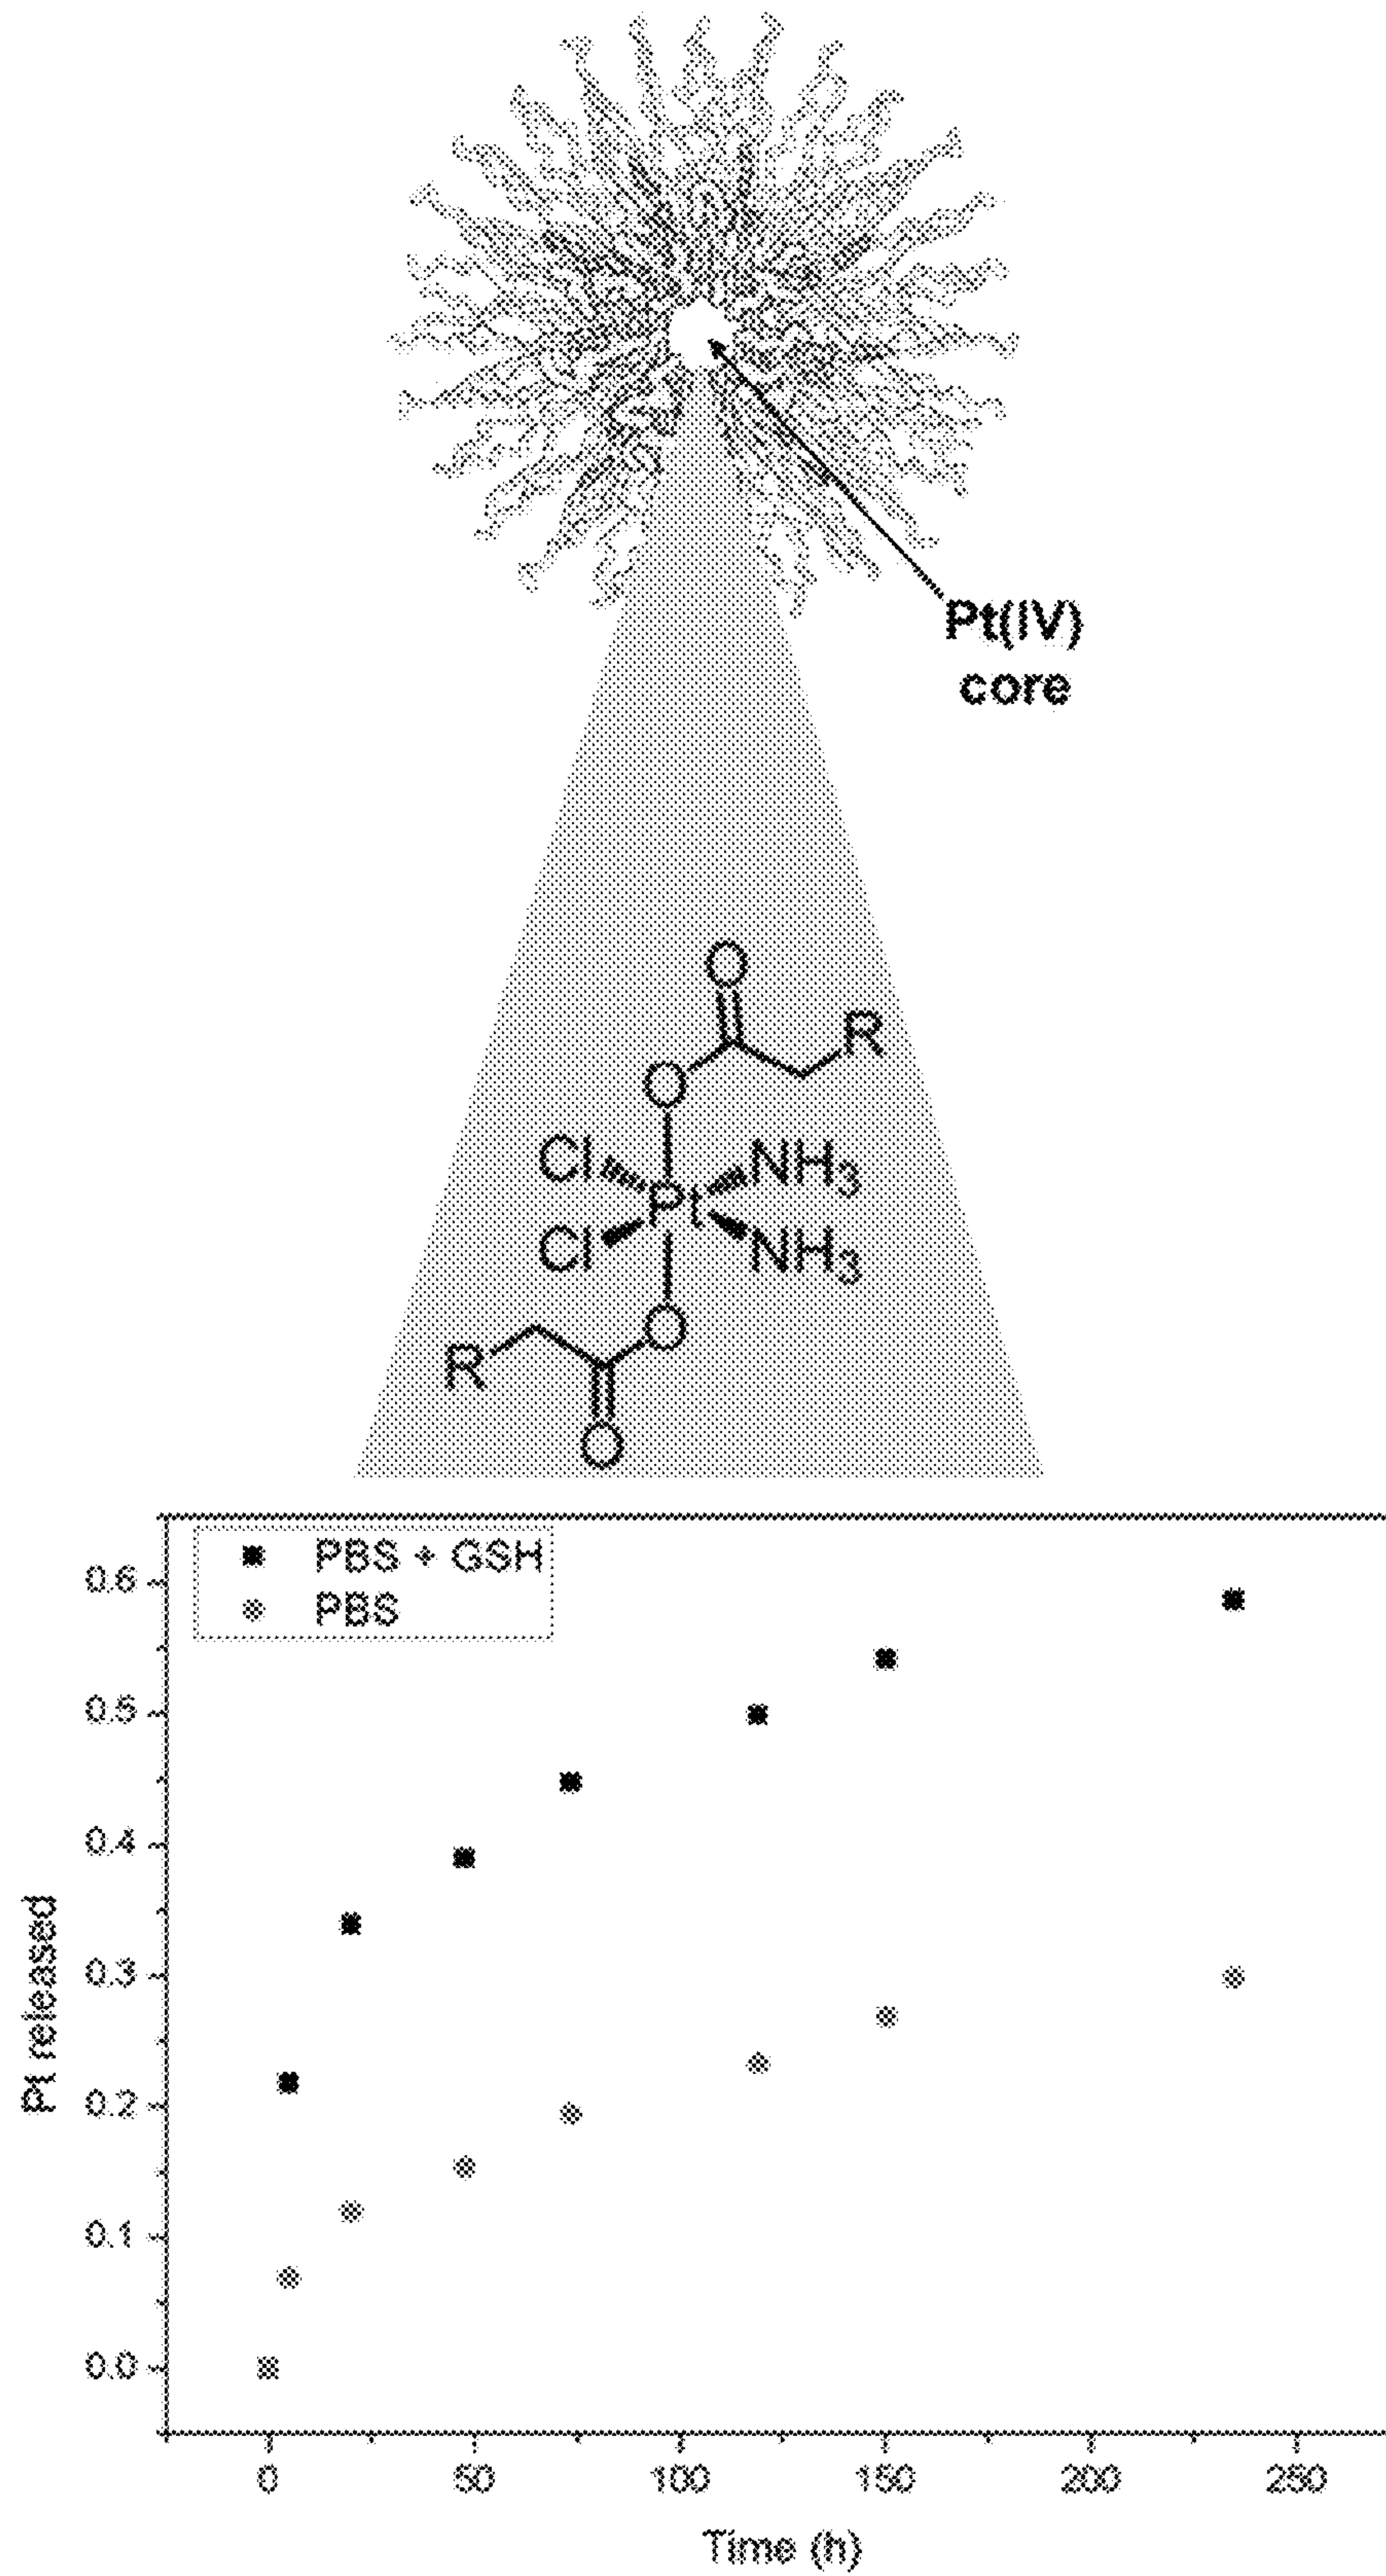 Pt(IV)
core
O
R
O
Cl
NH3
Pt
Cl
NH3
O
R
O
PBS + GSH
PBS
0.6
0.5
0.4
0.3
0.2
0.1
0.0
Pt released
0
50
100
150
200
250
Time (h)